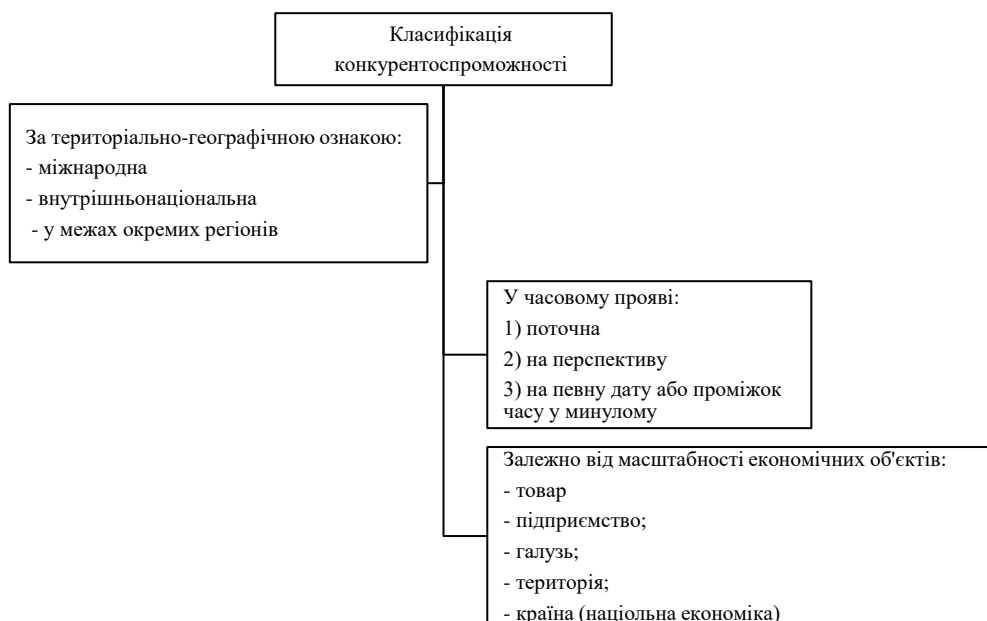 Класифікація
конкурентоспроможності
За територіально-географічною ознакою:
- міжнародна
- внутрішньонаціональна
- у межах окремих регіонів
У часовому прояві:
1) поточна
2) на перспективу
3) на певну дату або проміжок
часу у минулому
Залежно від масштабності економічних об'єктів:
- товар
- підприємство;
- галузь;
- територія;
- країна (націольна економіка)